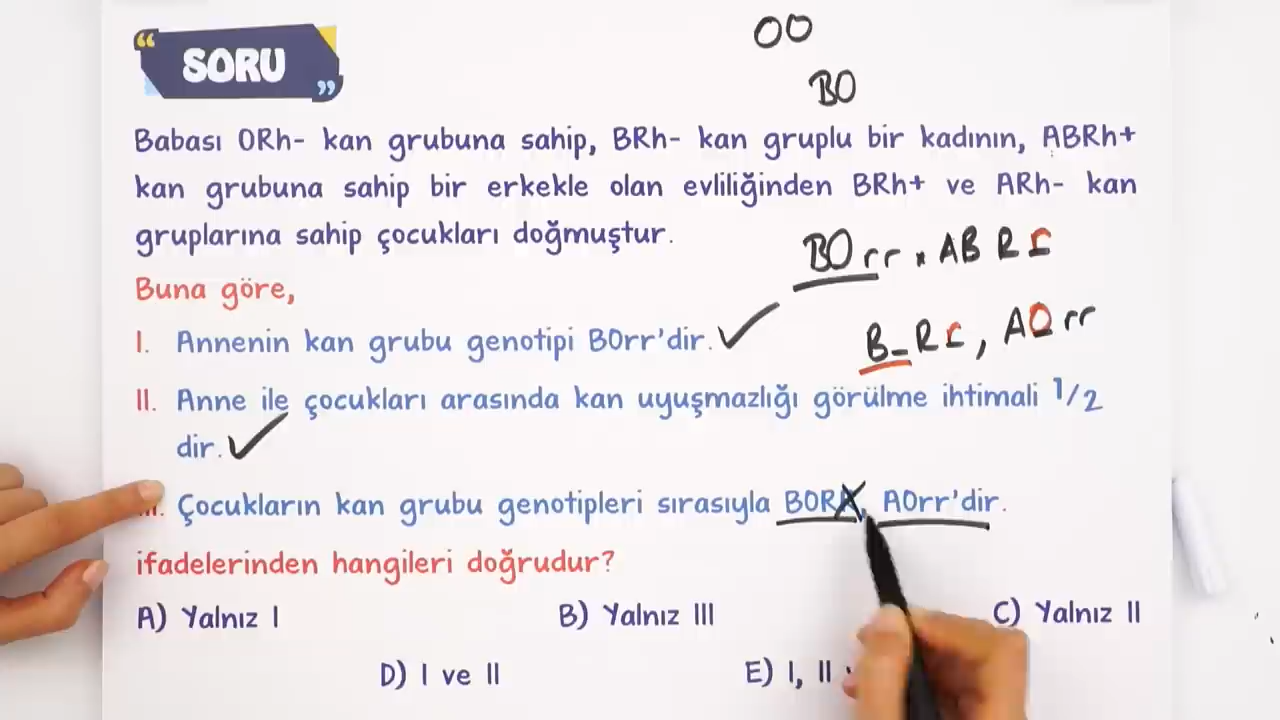 “ SORU ”
OO
BO
Babası ORh- kan grubuna sahip, BRh- kan gruplu bir kadının, ABRh+
kan grubuna sahip bir erkekle olan evliliğinden BRh+ ve ARh- kan
gruplarına sahip çocukları doğmuştur.
BOrr x AB Rr
Buna göre,
I. Annenin kan grubu genotipi BOrr'dir.
B_Rr, AOrr
II. Anne ile çocukları arasında kan uyuşmazlığı görülme ihtimali 1/2
dir.
Çocukların kan grubu genotipleri sırasıyla BOR AOrr'dir.
ifadelerinden hangileri doğrudur?
A) Yalnız I B) Yalnız III C) Yalnız II
D) I ve II E) I, II